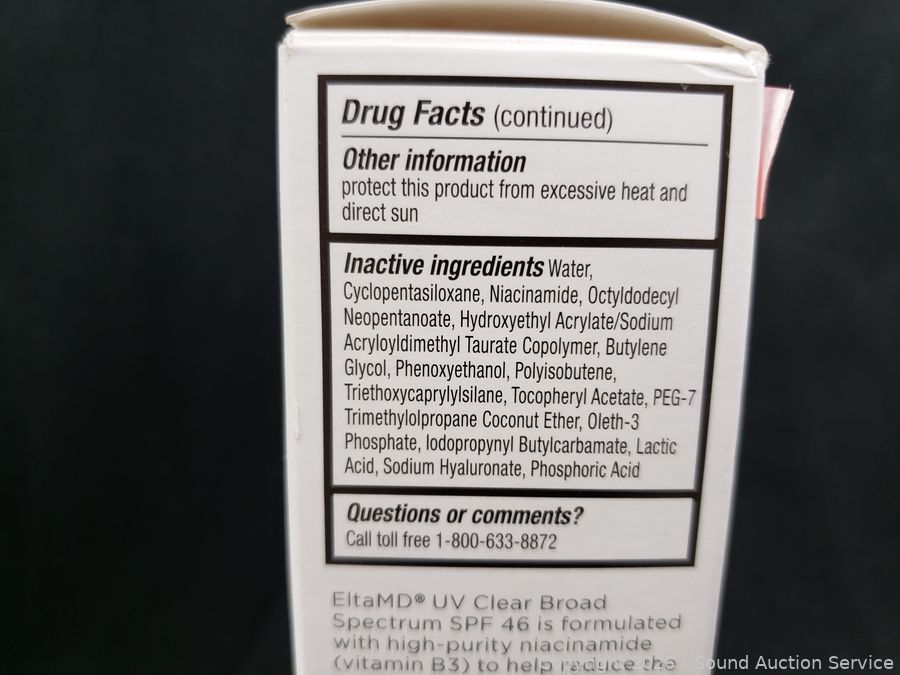 Drug Facts (continued)
Other information
protect this product from excessive heat and
direct sun
Inactive ingredients Water,
Cyclopentasiloxane, Niacinamide, Octyldodecyl
Neopentanoate, Hydroxyethyl Acrylate/Sodium
Acryloyldimethyl Taurate Copolymer, Butylene
Glycol, Phenoxyethanol, Polyisobutene,
Triethoxycaprylylsilane, Tocopheryl Acetate, PEG-7
Trimethylolpropane Coconut Ether, Oleth-3
Phosphate, Iodopropynyl Butylcarbamate, Lactic
Acid, Sodium Hyaluronate, Phosphoric Acid
Questions or comments?
Call toll free 1-800-633-8872
EltaMD® UV Clear Broad
Spectrum SPF 46 is formulated
with high-purity niacinamide
(vitamin B3) to help reduce the
Sound Auction Service